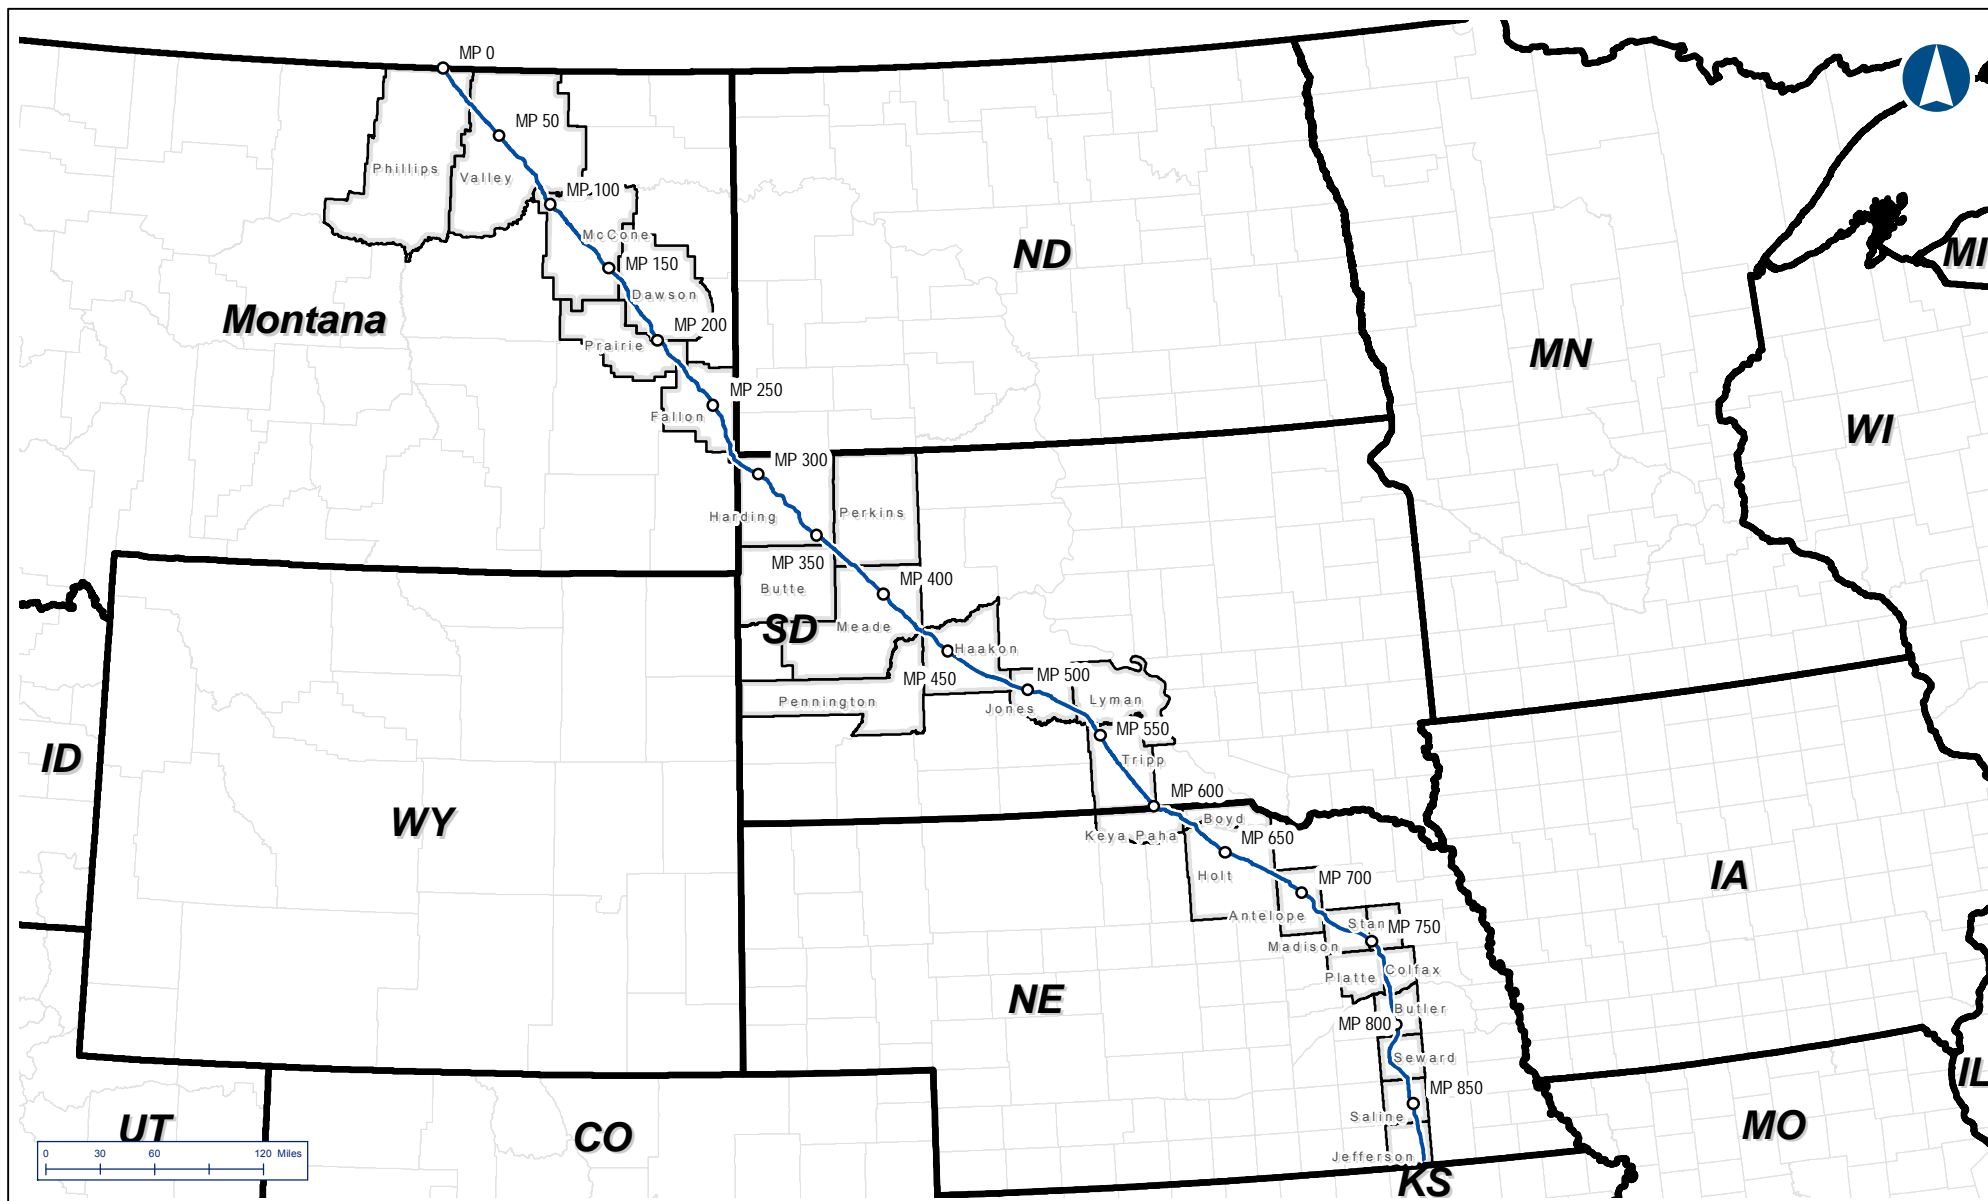 MP 0
MP 50
Phillips
Valley
MP 100
McCone
ND
MI
MP 150
Dawson
Montana
MP 200
Prairie
MN
MP 250
Fallon
WI
MP 300
Harding
Perkins
MP 350
MP 400
Butte
SD
Meade
Haakon
MP 450
MP 500
Pennington
Jones
Lyman
MP 550
ID
Tripp
MP 600
WY
Boyd
Keya Paha
MP 650
Holt
MP 700
IA
Antelope
Stan
MP 750
Madison
Platte
Colfax
NE
Butler
MP 800
Seward
IL
MP 850
Saline
UT
CO
MO
0 30 60 120 Miles
Jefferson
KS